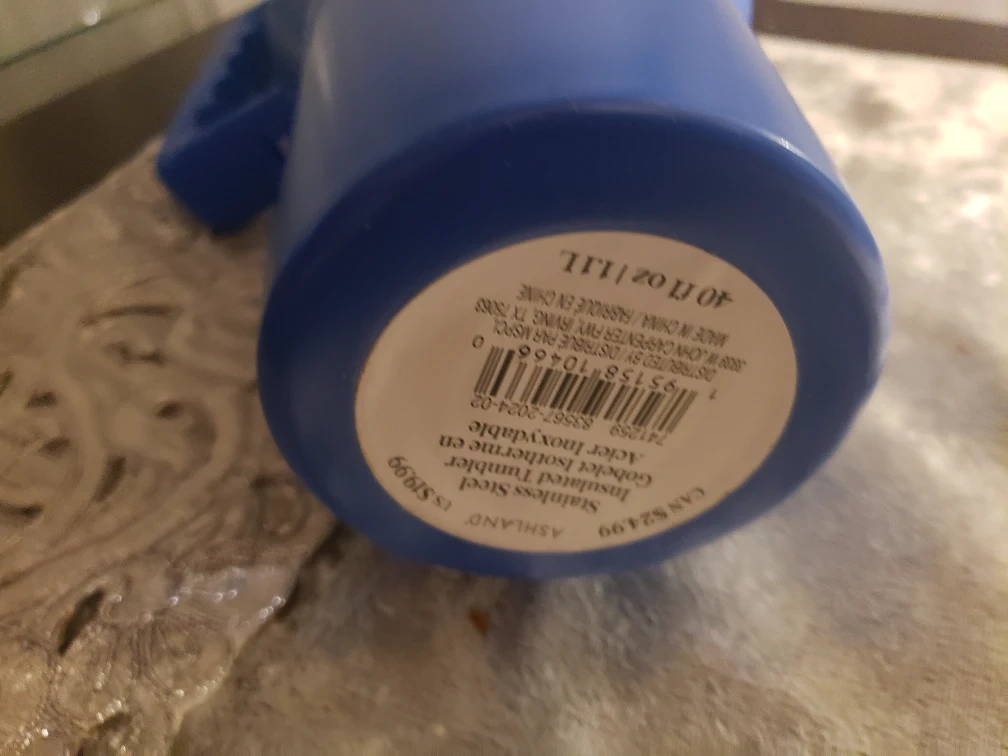 ASHLAND®
US $19.99
CAN $24.99
Stainless Steel
Insulated Tumbler
Gobelet Isotherme en
Acier Inoxydable
741259 83567-2024-02
1 95158 10466 0
DISTRIBUTED BY / DISTRIBUÉ PAR MSPCI,
3939 W JOHN CARPENTER FWY, IRVING, TX 75063
MADE IN CHINA / FABRIQUÉ EN CHINE
40 fl oz / 1.1L